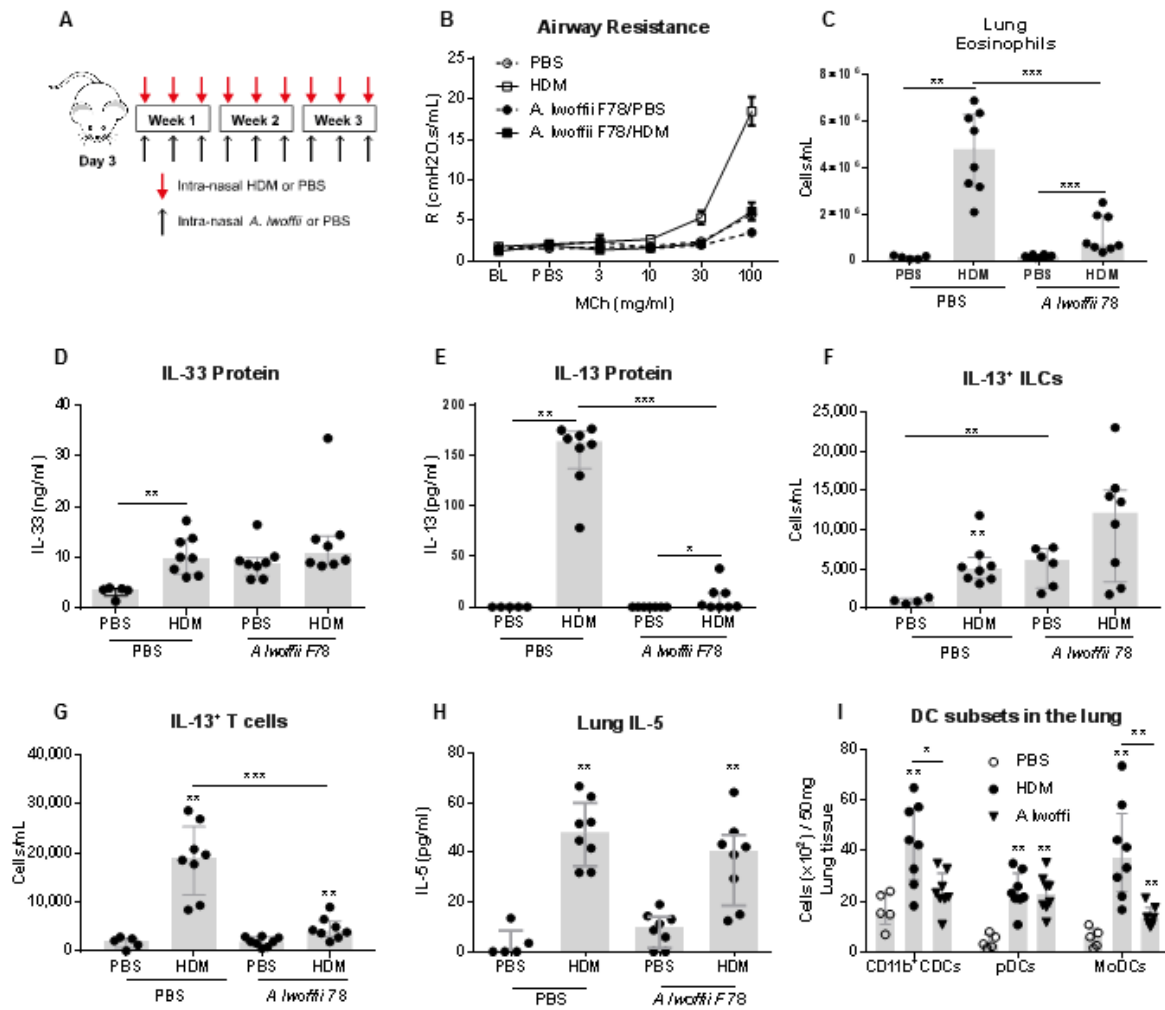 A
Day 3
Week 1
Week 2
Week 3
Intra-nasal HDM or PBS
Intra-nasal A. lwoffii or PBS
B
Airway Resistance
PBS
HDM
A. lwoffii F78/PBS
A. lwoffii F78/HDM
R (cmH2O.s/mL)
25
20
15
10
5
0
BL PBS 3 10 30 100
MCh (mg/ml)
C
Lung
Eosinophils
** ***
***
Cells/mL
8×10⁶
6×10⁶
4×10⁶
2×10⁶
0
PBS HDM PBS HDM
PBS A lwoffii 78
D
IL-33 Protein
**
IL-33 (ng/ml)
40
30
20
10
0
PBS HDM PBS HDM
PBS A lwoffii F78
E
IL-13 Protein
** ***
*
IL-13 (pg/ml)
200
150
100
50
0
PBS HDM PBS HDM
PBS A lwoffii F78
F
IL-13⁺ ILCs
**
**
Cells/mL
25,000
20,000
15,000
10,000
5,000
0
PBS HDM PBS HDM
PBS A lwoffii 78
G
IL-13⁺ T cells
***
**
**
Cells/mL
40,000
30,000
20,000
10,000
0
PBS HDM PBS HDM
PBS A lwoffii 78
H
Lung IL-5
** **
IL-5 (pg/ml)
80
60
40
20
0
PBS HDM PBS HDM
PBS A lwoffii F78
I
DC subsets in the lung
PBS
HDM
A lwoffi
** * ** ** ** ** **
Cells (×10²) / 50mg
Lung tissue
80
60
40
20
0
CD11b⁺CDCs pDCs MoDCs